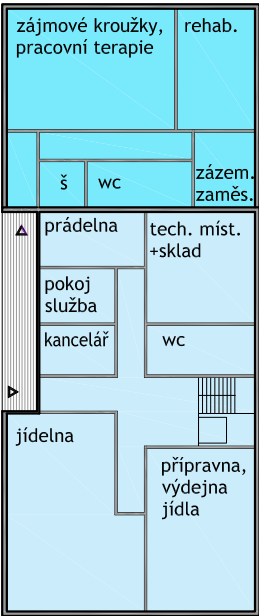 zájmové kroužky,
pracovní terapie
rehab.
š
wc
zázem.
zaměs.
prádelna
tech. míst.
+sklad
pokoj
služba
kancelář
wc
jídelna
přípravna,
výdejna
jídla